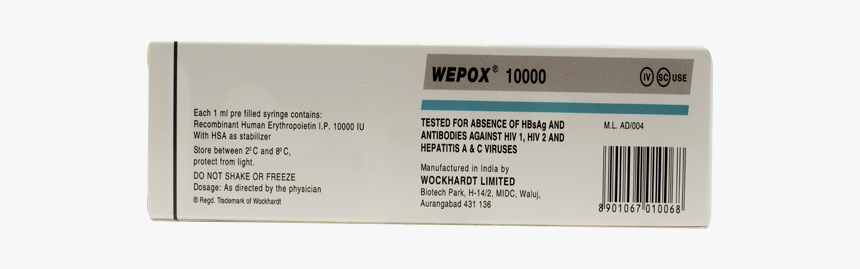 WEPOX® 10000 IV SC USE
Each 1 ml pre filled syringe contains:
Recombinant Human Erythropoietin I.P. 10000 IU
With HSA as stabilizer
Store between 2⁰C and 8⁰C,
protect from light.
DO NOT SHAKE OR FREEZE
Dosage: As directed by the physician
® Regd. Trademark of Wockhardt
TESTED FOR ABSENCE OF HBsAg AND
ANTIBODIES AGAINST HIV 1, HIV 2 AND
HEPATITIS A & C VIRUSES
Manufactured in India by
WOCKHARDT LIMITED
Biotech Park, H-14/2, MIDC, Waluj,
Aurangabad 431 136
M.L. AD/004
8 901067 010068